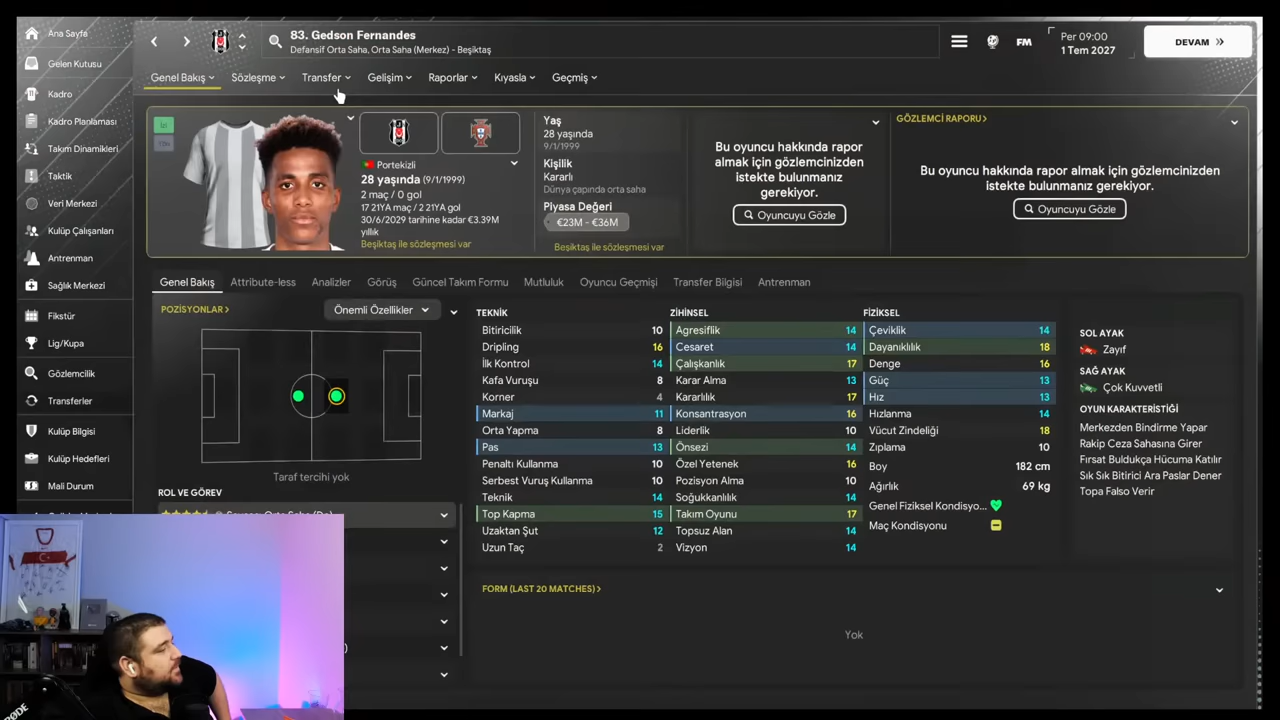 Ana Sayfa
Gelen Kutusu
Kadro
Kadro Planlaması
Takım Dinamikleri
Taktik
Veri Merkezi
Kulüp Çalışanları
Antrenman
Sağlık Merkezi
Fikstür
Lig/Kupa
Gözlemcilik
Transferler
Kulüp Bilgisi
Kulüp Hedefleri
Mali Durum
83. Gedson Fernandes
Defansif Orta Saha, Orta Saha (Merkez) - Beşiktaş
FM
Per 09:00
1 Tem 2027
DEVAM
Genel Bakış
Sözleşme
Transfer
Gelişim
Raporlar
Kıyasla
Geçmiş
İzl
Portekizli
28 yaşında (9/1/1999)
2 maç / 0 gol
17 21YA maç / 2 21YA gol
30/6/2029 tarihine kadar €3.39M
yıllık
Beşiktaş ile sözleşmesi var
Yaş
28 yaşında
9/1/1999
Kişilik
Kararlı
Dünya çapında orta saha
Piyasa Değeri
€23M - €36M
Beşiktaş ile sözleşmesi var
Bu oyuncu hakkında rapor
almak için gözlemcinizden
istekte bulunmanız
gerekiyor.
Oyuncuyu Gözle
GÖZLEMCİ RAPORU >
Bu oyuncu hakkında rapor almak için gözlemcinizden
istekte bulunmanız gerekiyor.
Oyuncuyu Gözle
Genel Bakış
Attribute-less
Analizler
Görüş
Güncel Takım Formu
Mutluluk
Oyuncu Geçmişi
Transfer Bilgisi
Antrenman
POZİSYONLAR >
Önemli Özellikler
Taraf tercihi yok
ROL VE GÖREV
TEKNİK
Bitiricilik 10
Dripling 16
İlk Kontrol 14
Kafa Vuruşu 8
Korner 4
Markaj 11
Orta Yapma 8
Pas 13
Penaltı Kullanma 10
Serbest Vuruş Kullanma 10
Teknik 14
Top Kapma 15
Uzaktan Şut 12
Uzun Taç 2
ZİHİNSEL
Agresiflik 14
Cesaret 14
Çalışkanlık 17
Karar Alma 13
Kararlılık 17
Konsantrasyon 16
Liderlik 10
Önsezi 14
Özel Yetenek 16
Pozisyon Alma 10
Soğukkanlılık 14
Takım Oyunu 17
Topsuz Alan 14
Vizyon 14
FİZİKSEL
Çeviklik 14
Dayanıklılık 18
Denge 16
Güç 13
Hız 13
Hızlanma 14
Vücut Zindeliği 18
Zıplama 10
Boy 182 cm
Ağırlık 69 kg
Genel Fiziksel Kondisyo...
Maç Kondisyonu
SOL AYAK
Zayıf
SAĞ AYAK
Çok Kuvvetli
OYUN KARAKTERİSTİĞİ
Merkezden Bindirme Yapar
Rakip Ceza Sahasına Girer
Fırsat Buldukça Hücuma Katılır
Sık Sık Bitirici Ara Paslar Dener
Topa Falso Verir
FORM (LAST 20 MATCHES) >
Yok
RØDE